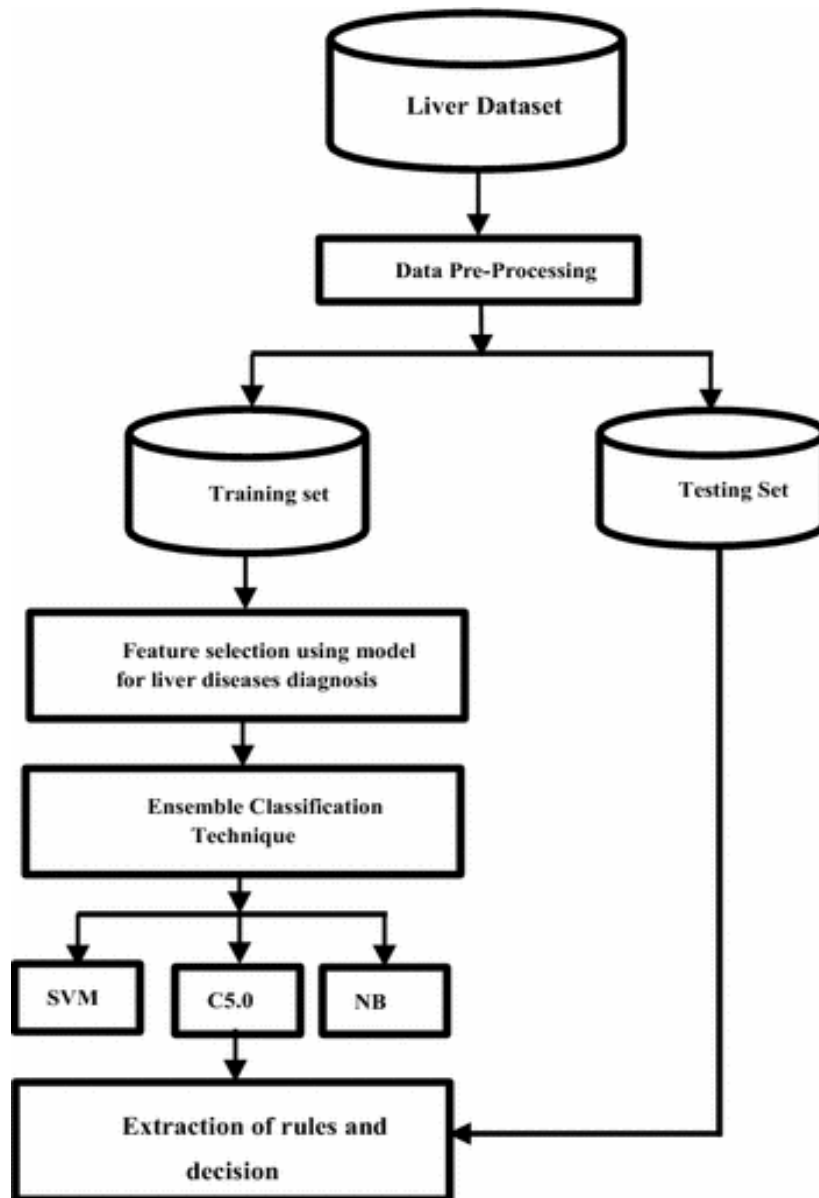 Liver Dataset
Data Pre-Processing
Training set
Testing Set
Feature selection using model
for liver diseases diagnosis
Ensemble Classification
Technique
SVM
C5.0
NB
Extraction of rules and
decision